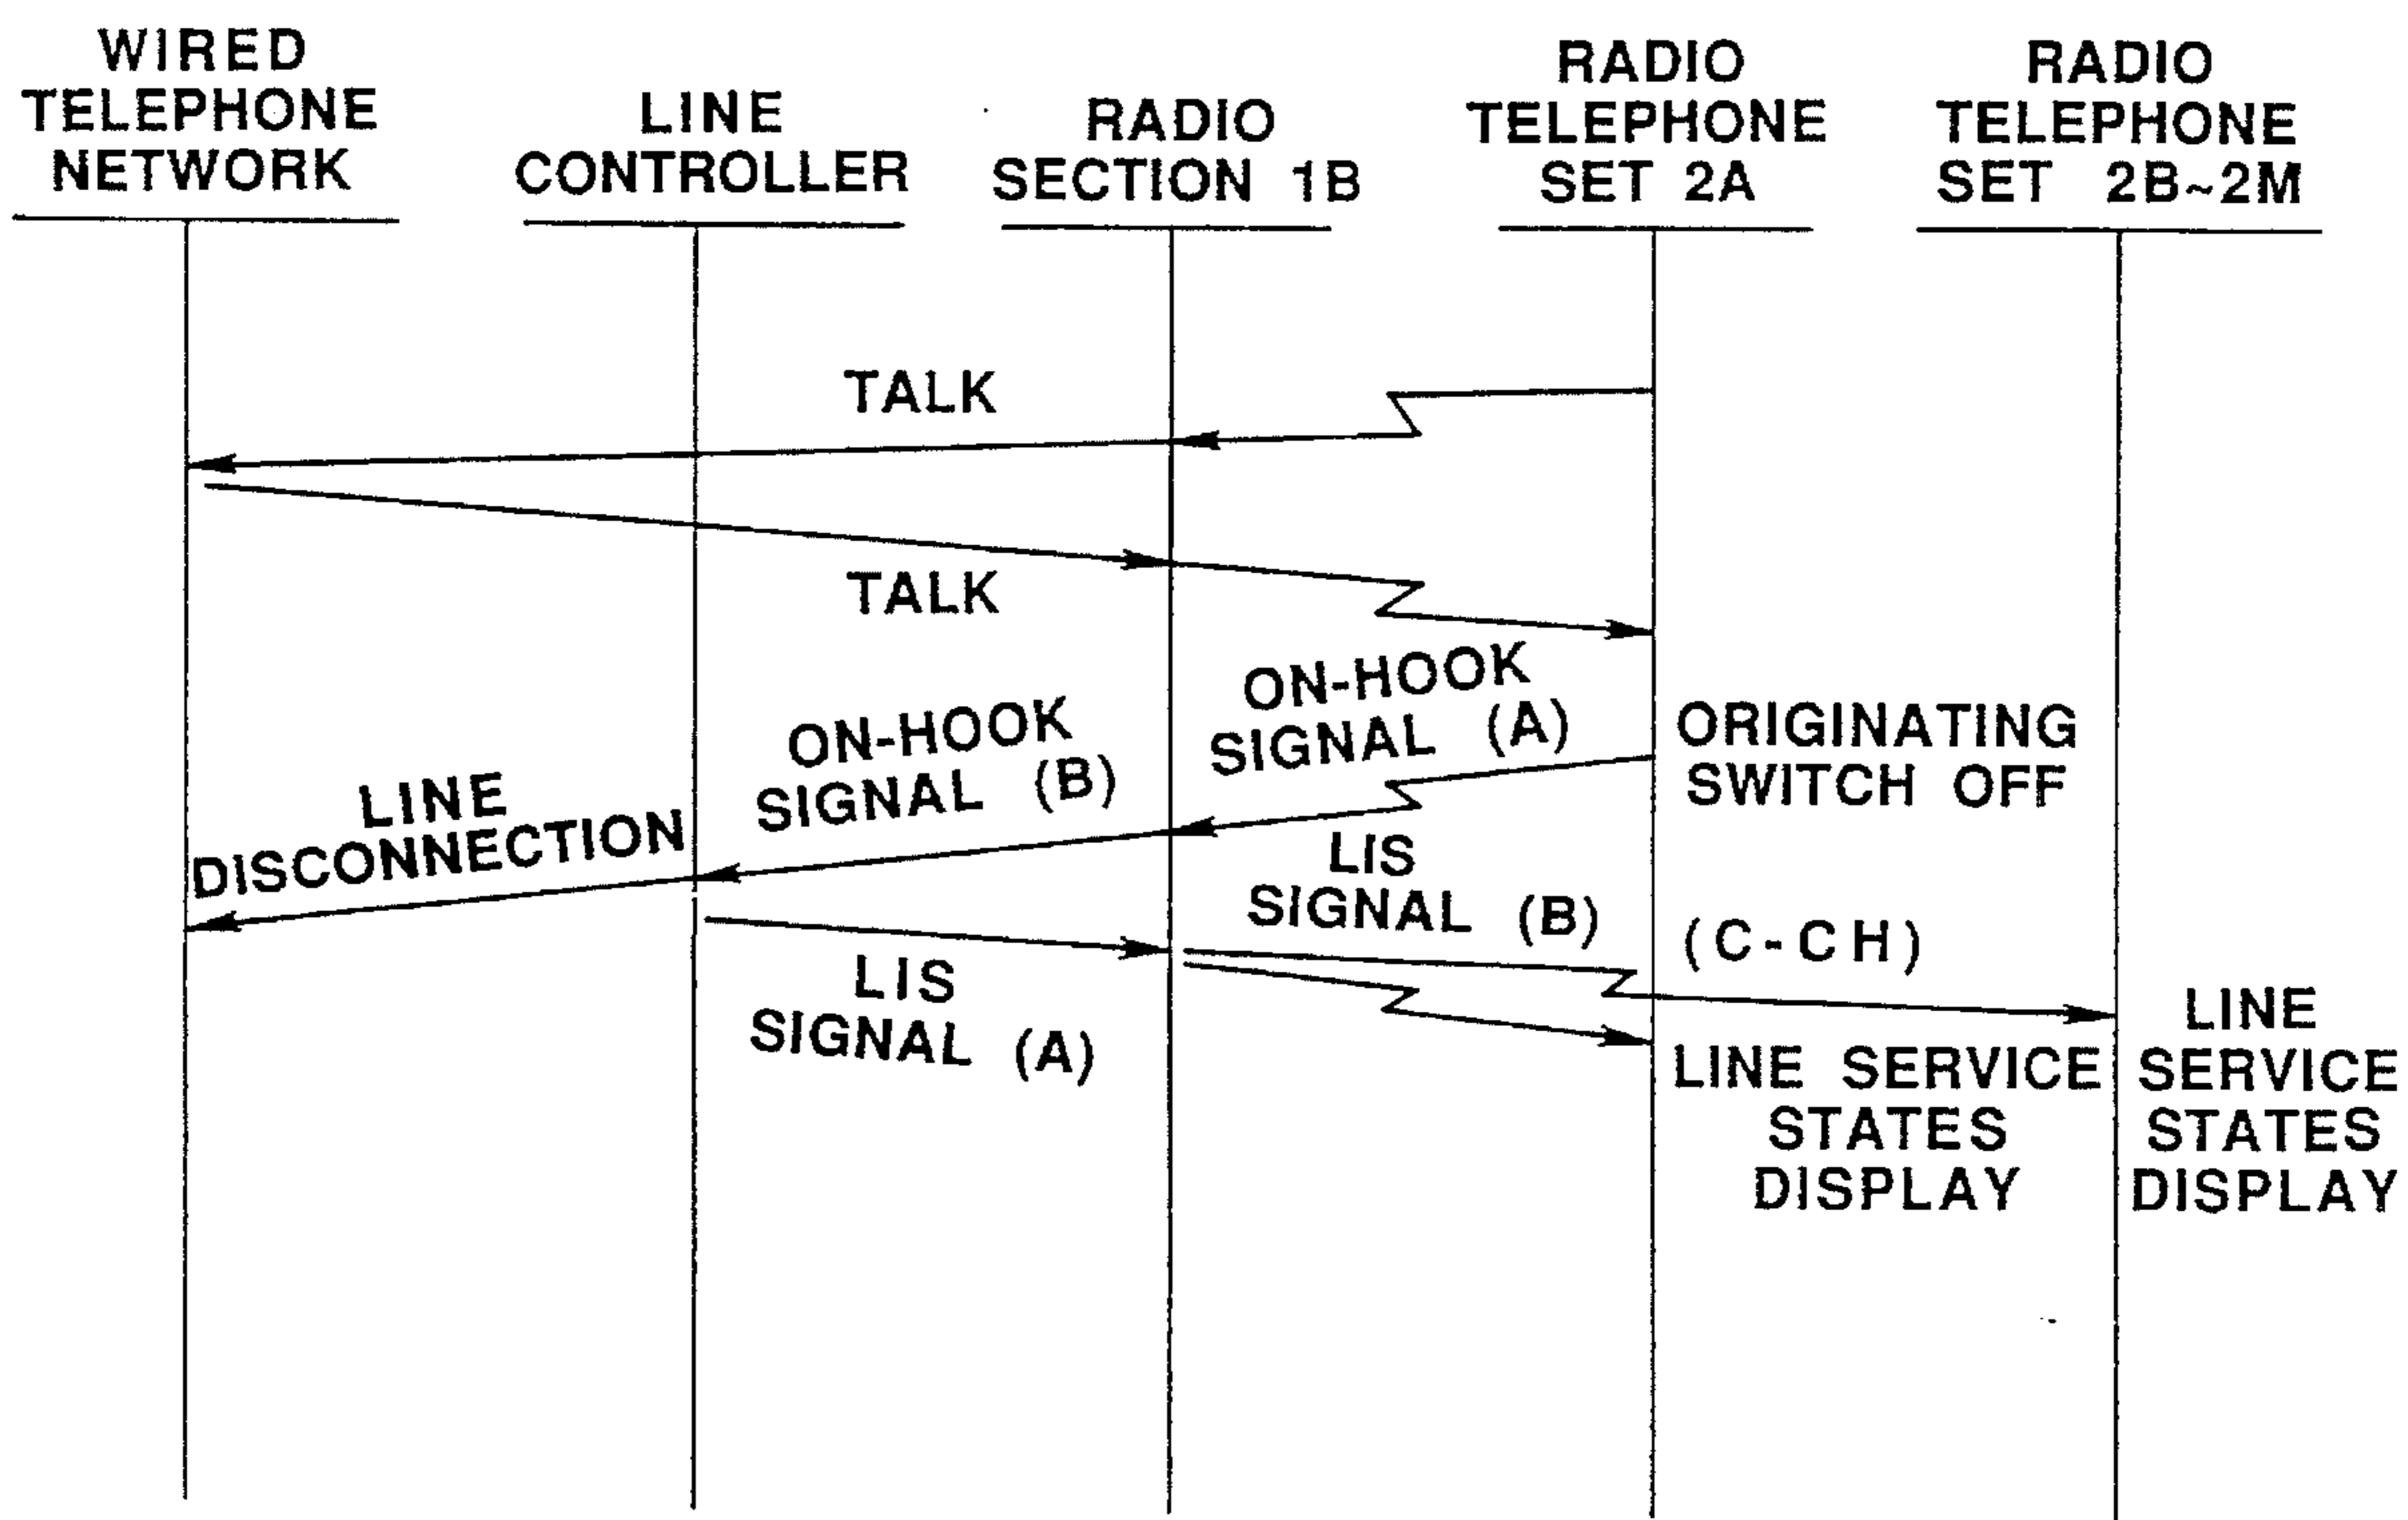 WIRED
TELEPHONE
NETWORK
LINE
CONTROLLER
RADIO
SECTION 1B
RADIO
TELEPHONE
SET 2A
RADIO
TELEPHONE
SET 2B~2M
TALK
TALK
ON-HOOK
SIGNAL (A)
ORIGINATING
SWITCH OFF
ON-HOOK
SIGNAL (B)
LINE
DISCONNECTION
LIS
SIGNAL (B)
(C-CH)
LIS
SIGNAL (A)
LINE SERVICE
STATES
DISPLAY
LINE
SERVICE
STATES
DISPLAY